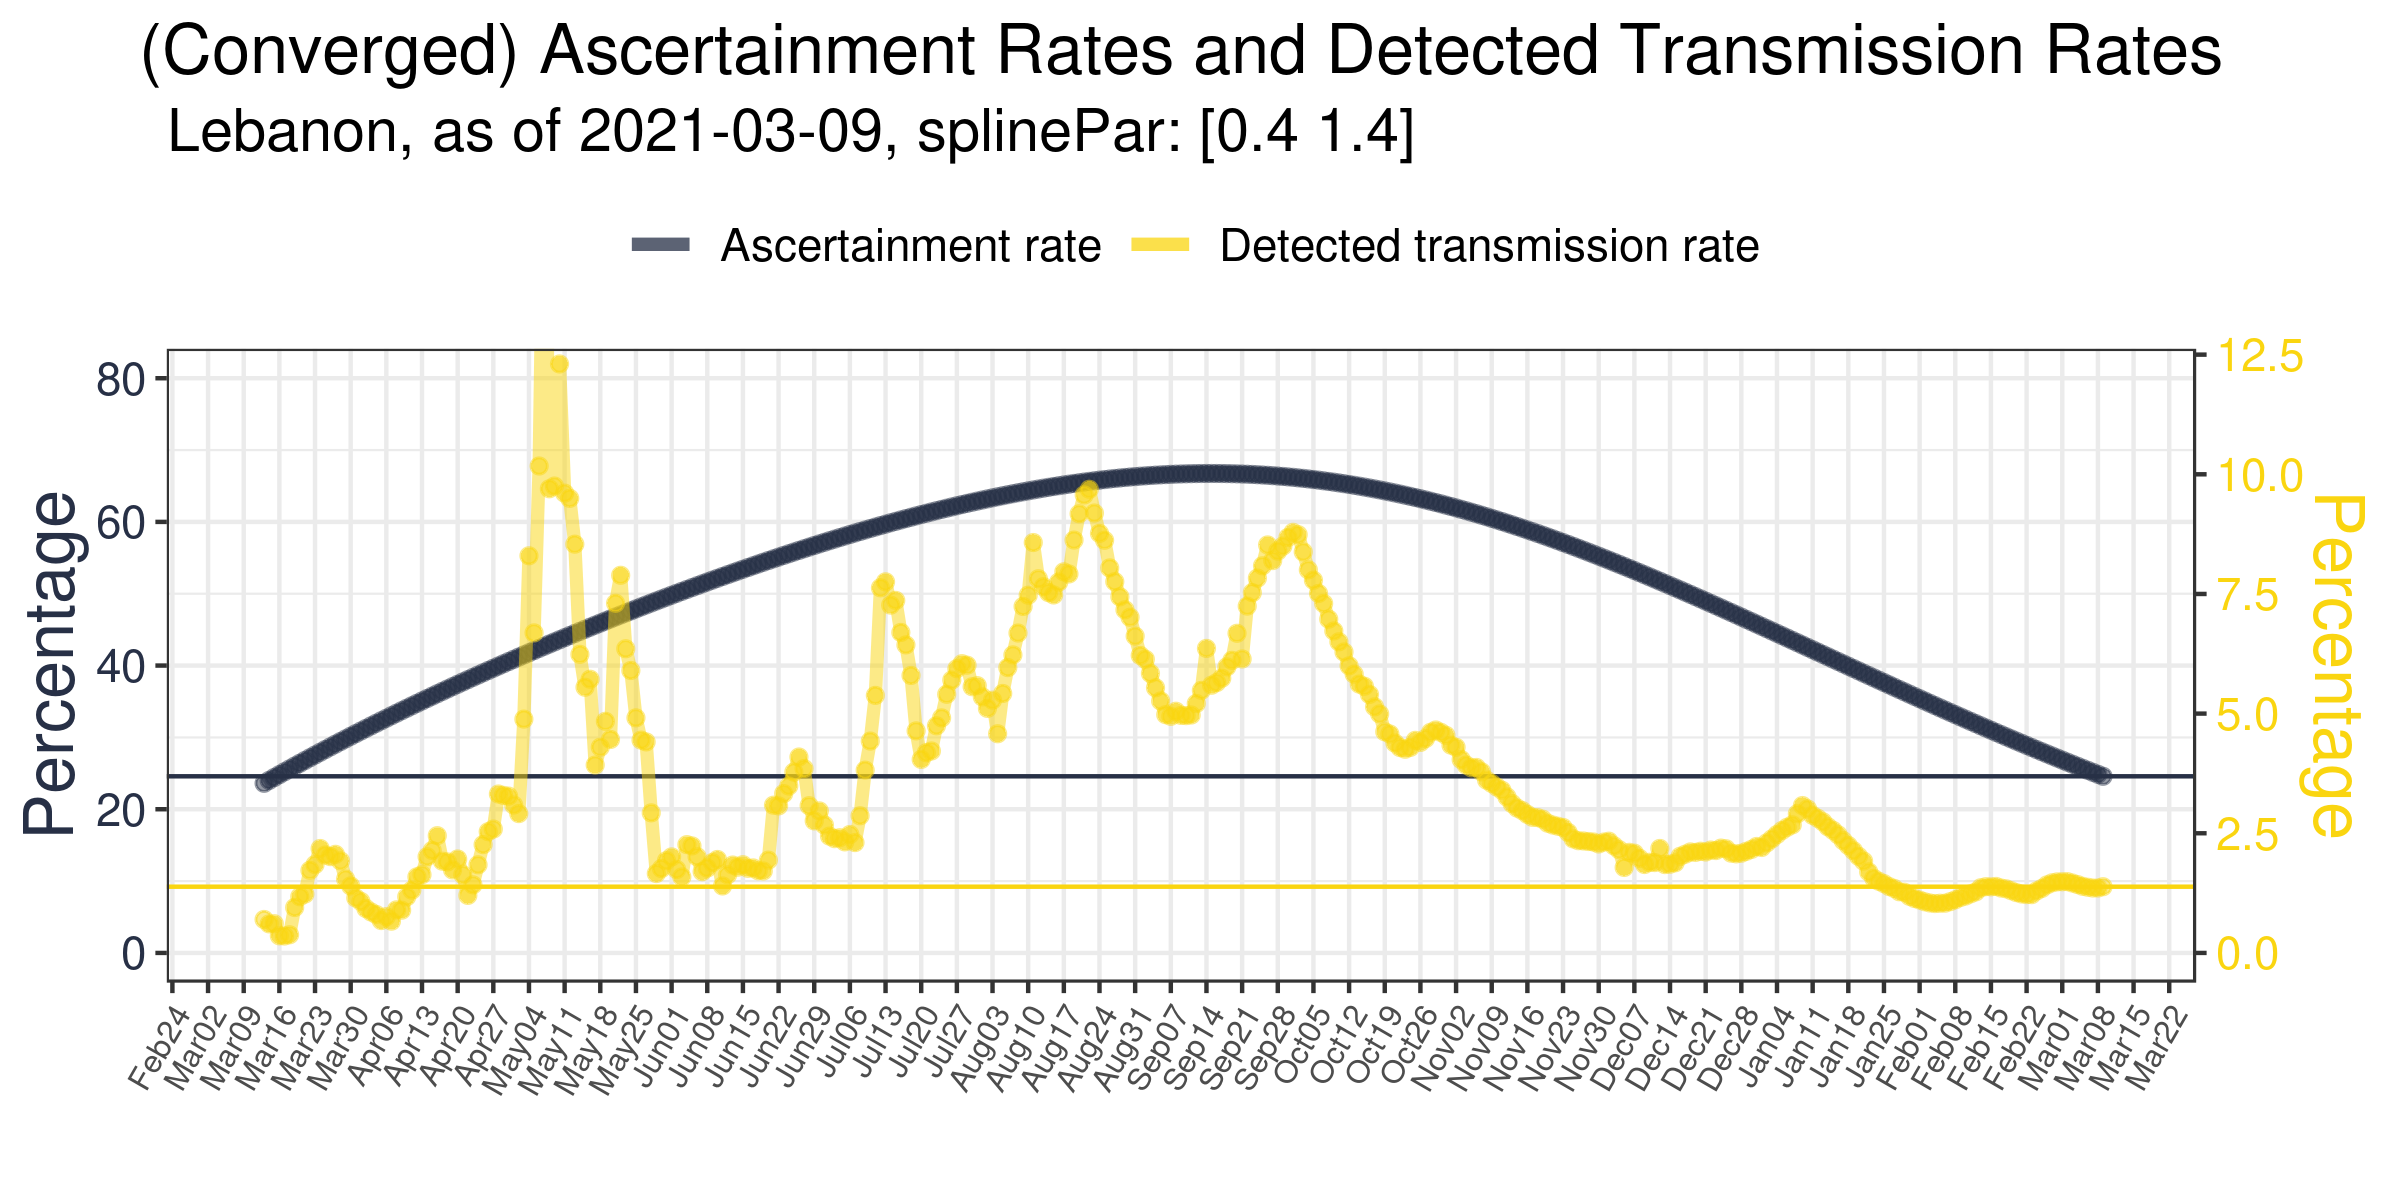 (Converged) Ascertainment Rates and Detected Transmission Rates
Lebanon, as of 2021-03-09, splinePar: [0.4 1.4]
Ascertainment rate
Detected transmission rate
Percentage
80
60
40
20
0
12.5
10.0
7.5
5.0
2.5
0.0
Percentage
Feb24
Mar02
Mar09
Mar16
Mar23
Mar30
Apr06
Apr13
Apr20
Apr27
May04
May11
May18
May25
Jun01
Jun08
Jun15
Jun22
Jun29
Jul06
Jul13
Jul20
Jul27
Aug03
Aug10
Aug17
Aug24
Aug31
Sep07
Sep14
Sep21
Sep28
Oct05
Oct12
Oct19
Oct26
Nov02
Nov09
Nov16
Nov23
Nov30
Dec07
Dec14
Dec21
Dec28
Jan04
Jan11
Jan18
Jan25
Feb01
Feb08
Feb15
Feb22
Mar01
Mar08
Mar15
Mar22